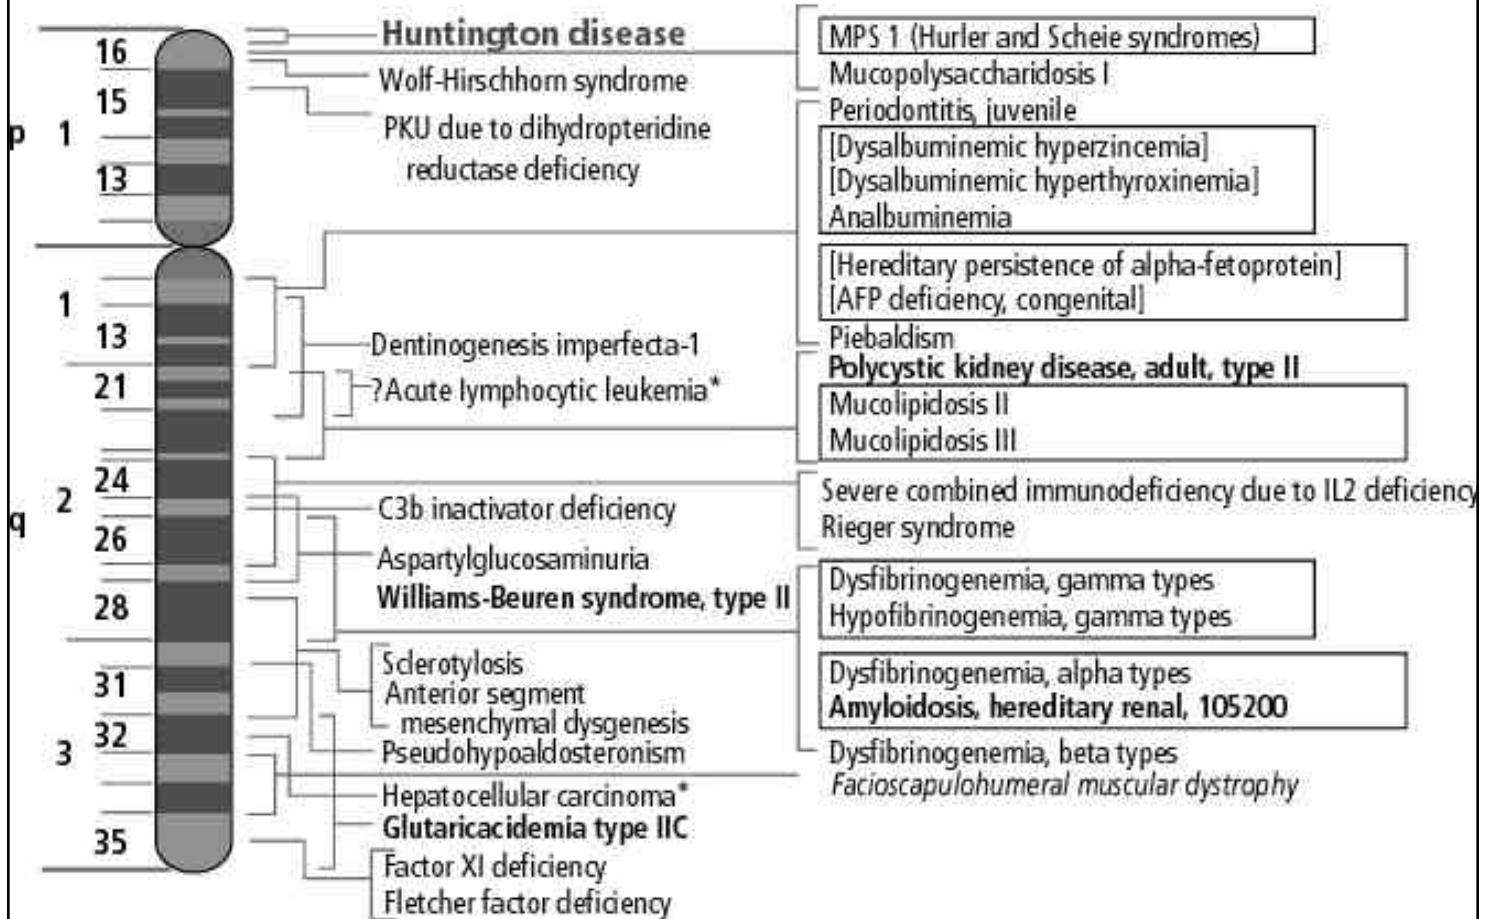 16
15
p 1
13
1
13
21
24
2
q
26
28
31
32
3
35
Huntington disease
Wolf-Hirschhorn syndrome
PKU due to dihydropteridine
reductase deficiency
Dentinogenesis imperfecta-1
?Acute lymphocytic leukemia*
C3b inactivator deficiency
Aspartylglucosaminuria
Williams-Beuren syndrome, type II
Sclerotylosis
Anterior segment
mesenchymal dysgenesis
Pseudohypoaldosteronism
Hepatocellular carcinoma*
Glutaricacidemia type IIC
Factor XI deficiency
Fletcher factor deficiency
MPS 1 (Hurler and Scheie syndromes)
Mucopolysaccharidosis I
Periodontitis, juvenile
[Dysalbuminemic hyperzincemia]
[Dysalbuminemic hyperthyroxinemia]
Analbuminemia
[Hereditary persistence of alpha-fetoprotein]
[AFP deficiency, congenital]
Piebaldism
Polycystic kidney disease, adult, type II
Mucolipidosis II
Mucolipidosis III
Severe combined immunodeficiency due to IL2 deficiency
Rieger syndrome
Dysfibrinogenemia, gamma types
Hypofibrinogenemia, gamma types
Dysfibrinogenemia, alpha types
Amyloidosis, hereditary renal, 105200
Dysfibrinogenemia, beta types
Facioscapulohumeral muscular dystrophy